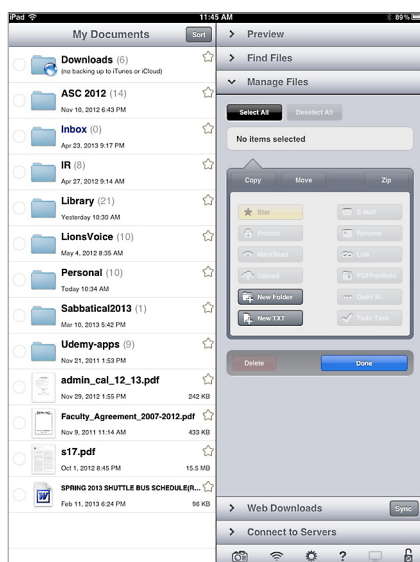 iPad
11:45 AM
89%
My Documents
Sort
Downloads (6)
(no backing up to iTunes or iCloud)
ASC 2012 (14)
Nov 10, 2012 6:43 PM
Inbox (0)
Apr 23, 2013 9:17 PM
IR (8)
Apr 27, 2012 9:14 AM
Library (21)
Yesterday 10:30 AM
LionsVoice (10)
May 4, 2012 8:35 AM
Personal (10)
Today 10:34 AM
Sabbatical2013 (1)
Mar 10, 2013 5:42 PM
Udemy-apps (9)
Nov 21, 2011 1:53 PM
admin_cal_12_13.pdf
Nov 29, 2012 1:55 PM 242 KB
Faculty_Agreement_2007-2012.pdf
Nov 9, 2011 11:14 AM 433 KB
s17.pdf
Oct 1, 2012 8:45 PM 15.5 MB
SPRING 2013 SHUTTLE BUS SCHEDULE(R...
Feb 11, 2013 6:24 PM 96 KB
Preview
Find Files
Manage Files
Select All
Deselect All
No items selected
Copy
Move
Zip
Star
E-Mail
Protect
Rename
MarkRead
Link
Upload
PDFPortfolio
New Folder
Open In...
New TXT
Delete
Done
Web Downloads
Sync
Connect to Servers
?